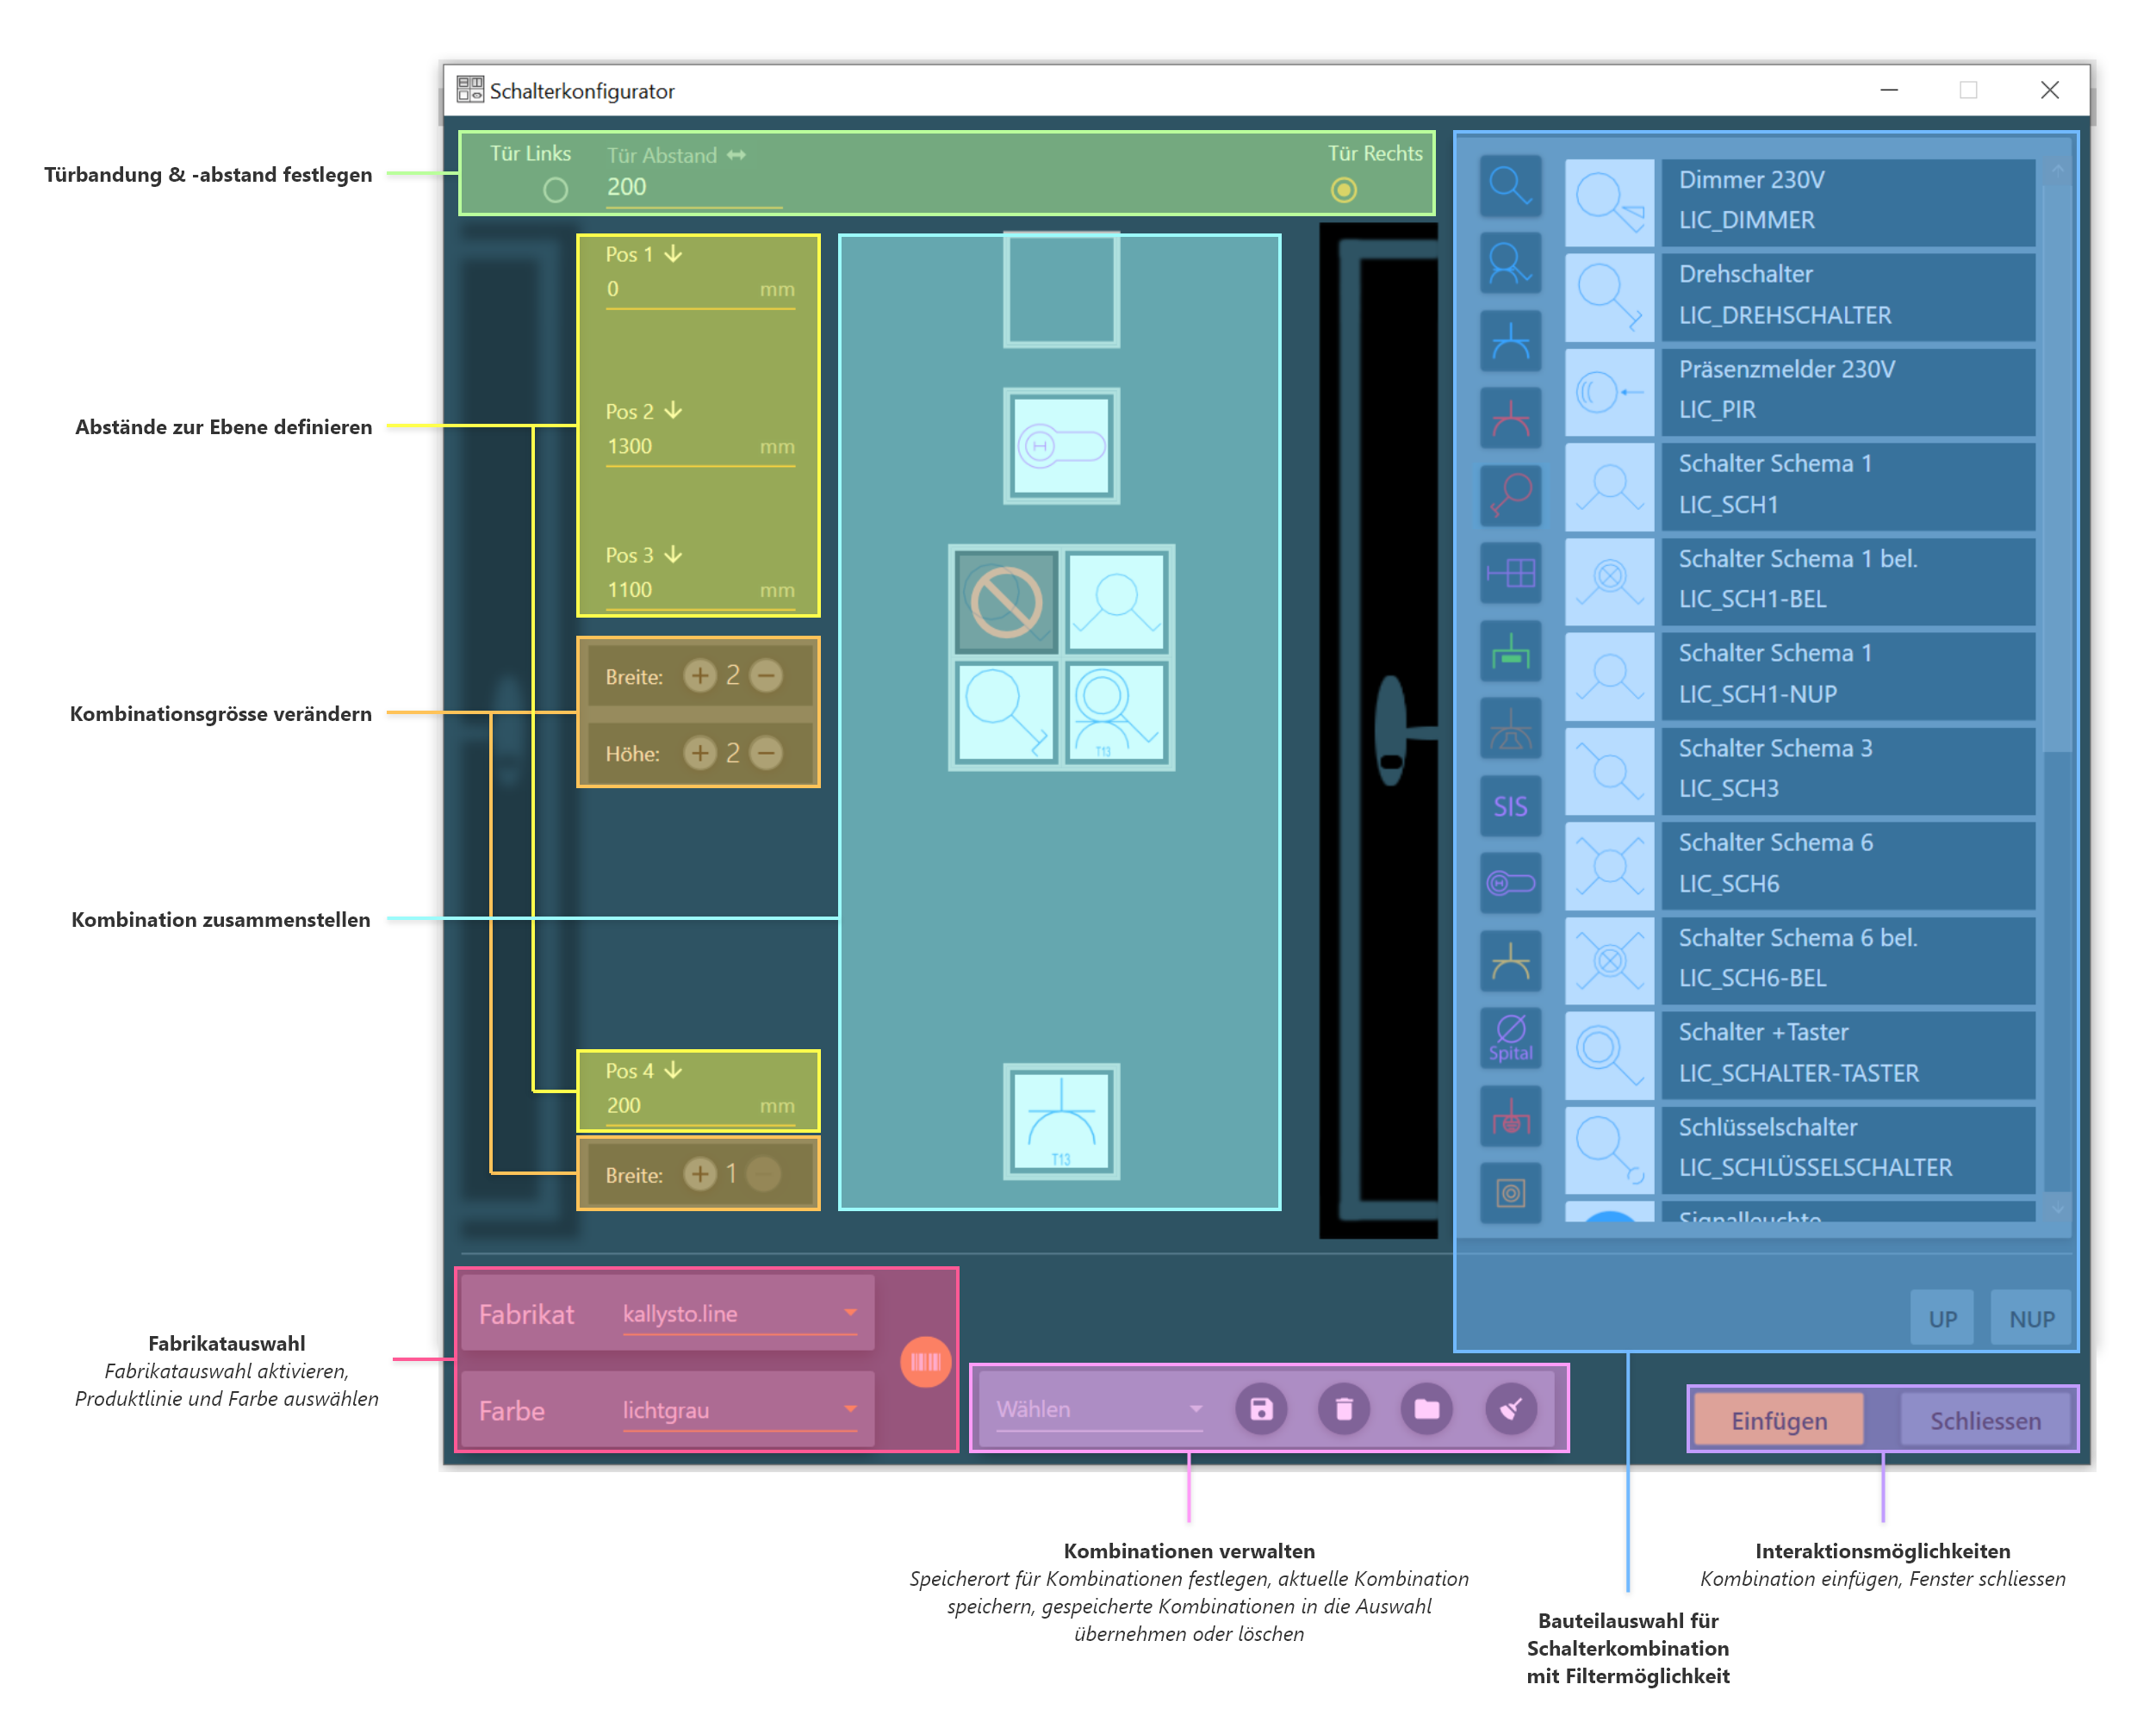 Schalterkonfigurator
Türbandung & -abstand festlegen
Tür Links
Tür Abstand
200
Tür Rechts
Abstände zur Ebene definieren
Pos 1
0 mm
Pos 2
1300 mm
Pos 3
1100 mm
Kombinationsgrösse verändern
Breite: + 2 −
Höhe: + 2 −
T13
Kombination zusammenstellen
Pos 4
200 mm
Breite: + 1 −
T13
SIS
Spital
Dimmer 230V
LIC_DIMMER
Drehschalter
LIC_DREHSCHALTER
Präsenzmelder 230V
LIC_PIR
Schalter Schema 1
LIC_SCH1
Schalter Schema 1 bel.
LIC_SCH1-BEL
Schalter Schema 1
LIC_SCH1-NUP
Schalter Schema 3
LIC_SCH3
Schalter Schema 6
LIC_SCH6
Schalter Schema 6 bel.
LIC_SCH6-BEL
Schalter +Taster
LIC_SCHALTER-TASTER
Schlüsselschalter
LIC_SCHLÜSSELSCHALTER
Signalleuchte
UP
NUP
Fabrikatauswahl
Fabrikatauswahl aktivieren,
Produktlinie und Farbe auswählen
Fabrikat
kallysto.line
Farbe
lichtgrau
Wählen
Einfügen
Schliessen
Kombinationen verwalten
Speicherort für Kombinationen festlegen, aktuelle Kombination
speichern, gespeicherte Kombinationen in die Auswahl
übernehmen oder löschen
Bauteilauswahl für
Schalterkombination
mit Filtermöglichkeit
Interaktionsmöglichkeiten
Kombination einfügen, Fenster schliessen